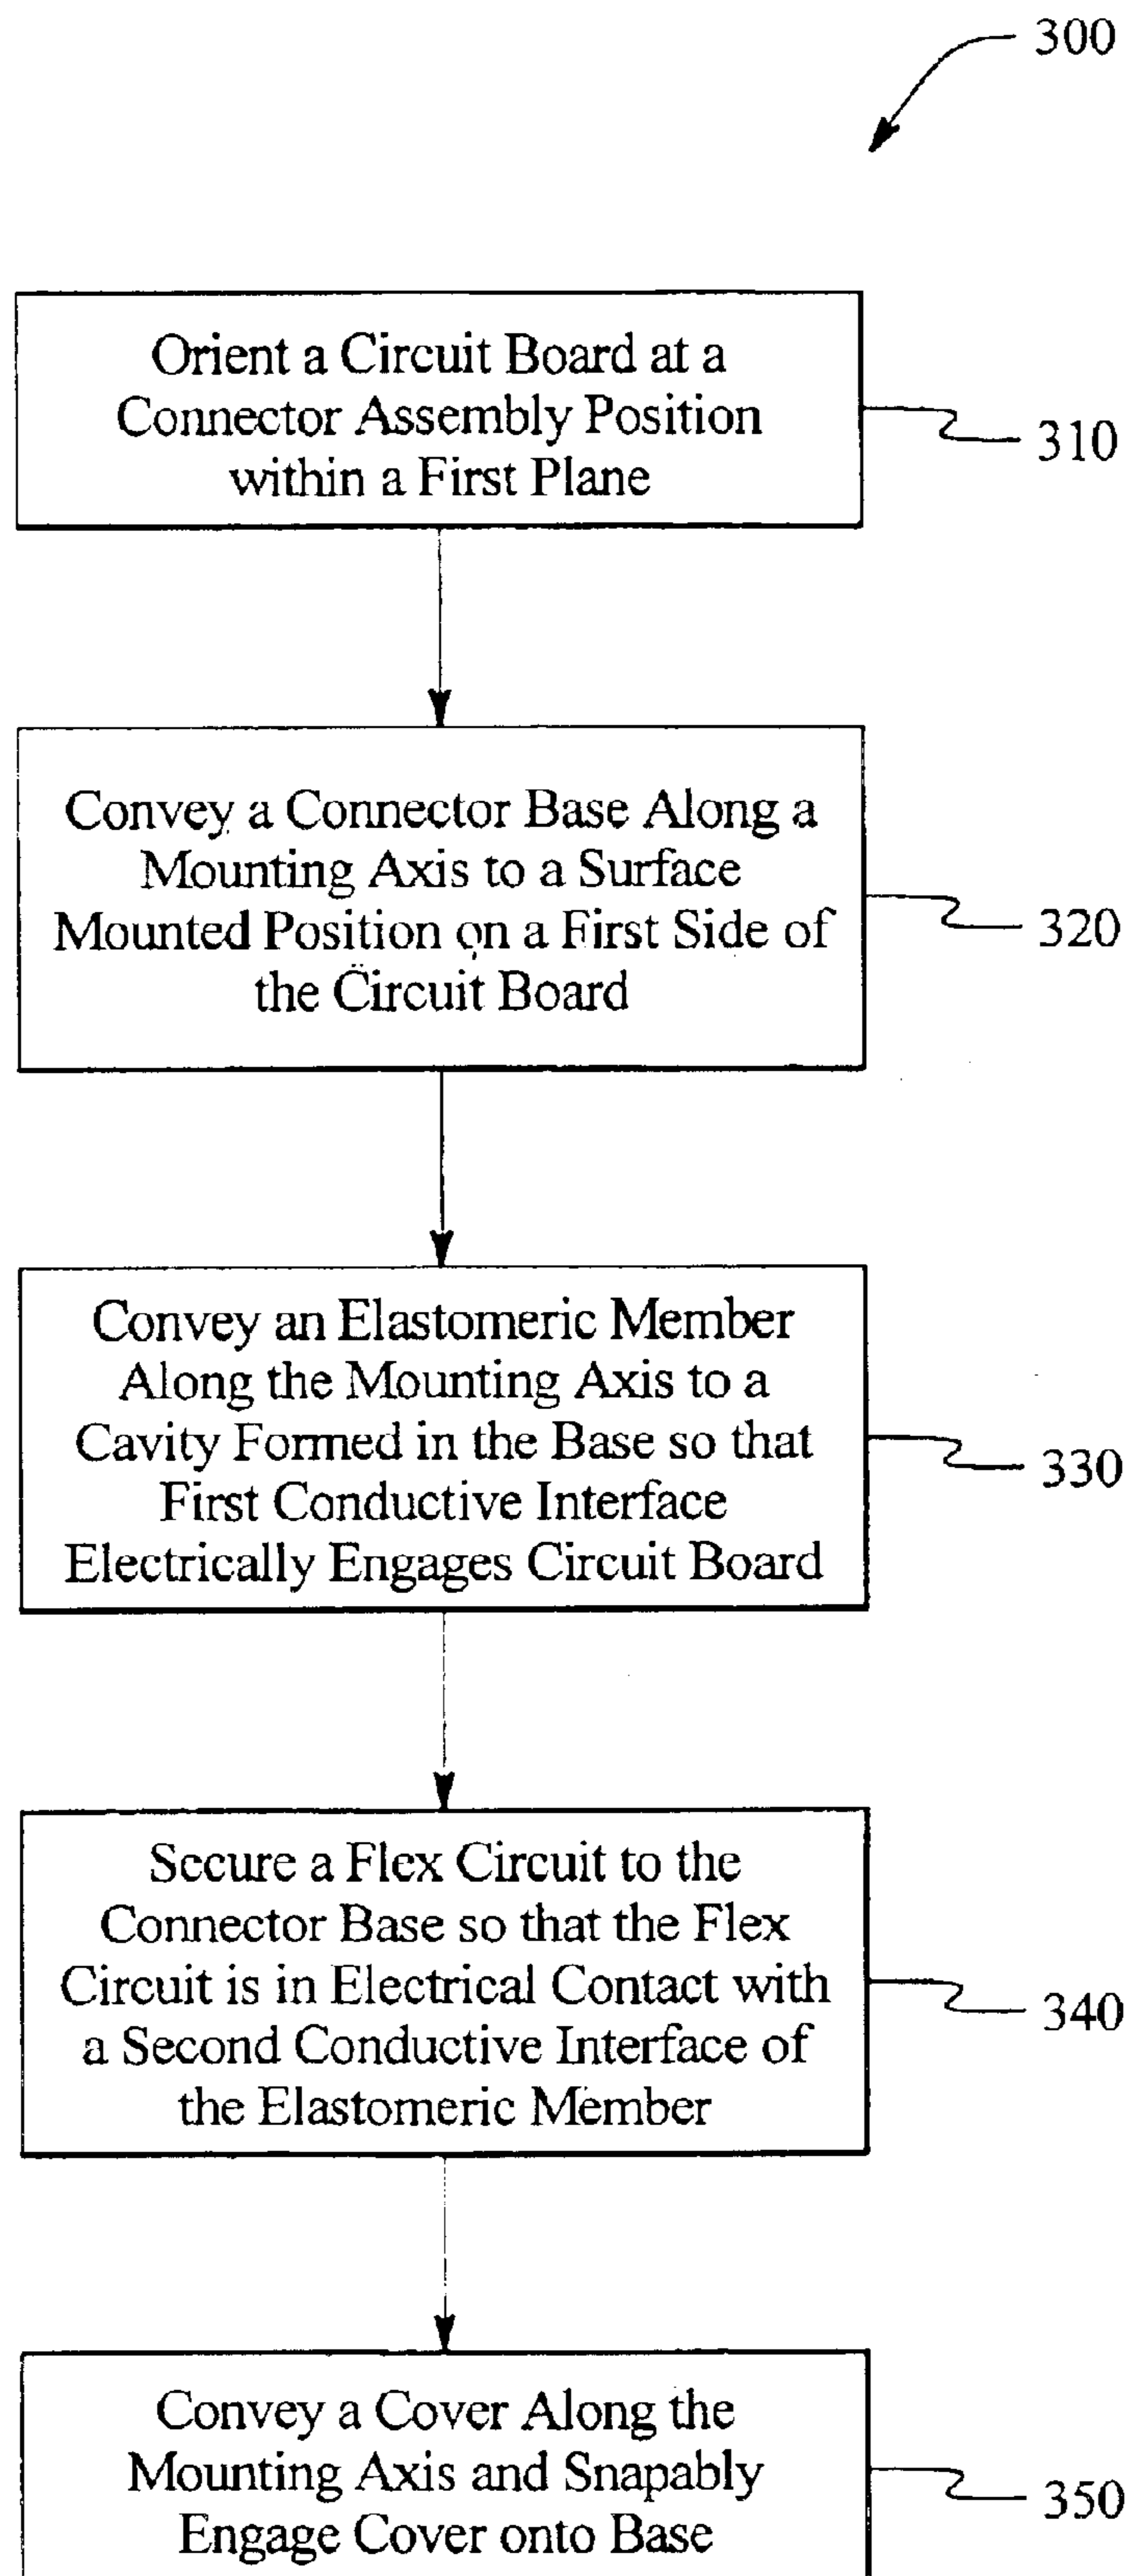 300
Orient a Circuit Board at a
Connector Assembly Position
within a First Plane
310
Convey a Connector Base Along a
Mounting Axis to a Surface
Mounted Position on a First Side of
the Circuit Board
320
Convey an Elastomeric Member
Along the Mounting Axis to a
Cavity Formed in the Base so that
First Conductive Interface
Electrically Engages Circuit Board
330
Secure a Flex Circuit to the
Connector Base so that the Flex
Circuit is in Electrical Contact with
a Second Conductive Interface of
the Elastomeric Member
340
Convey a Cover Along the
Mounting Axis and Snapably
Engage Cover onto Base
350